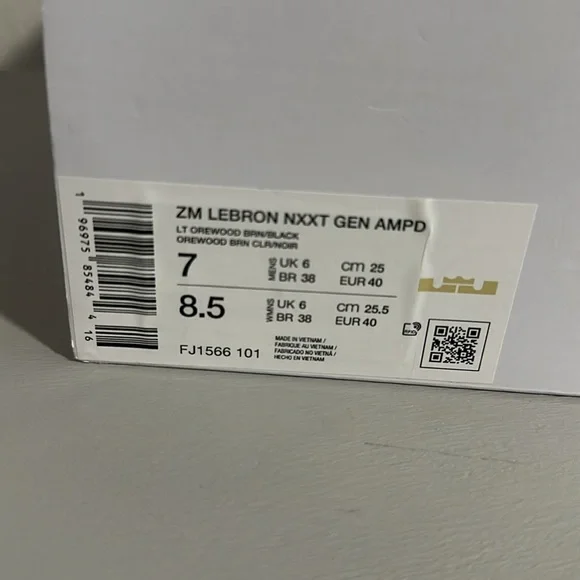 ZM LEBRON NXXT GEN AMPD
LT OREWOOD BRN/BLACK
OREWOOD BRN CLR/NOIR
7 MENS UK 6 cm 25
BR 38 EUR 40
8.5 WMNS UK 6 cm 25.5
BR 38 EUR 40
FJ1566 101
MADE IN VIETNAM /
FABRIQUE AU VIETNAM /
FABRICADO NO VIETNÃ /
HECHO EN VIETNAM
1 96975 85484 4 16
RFID